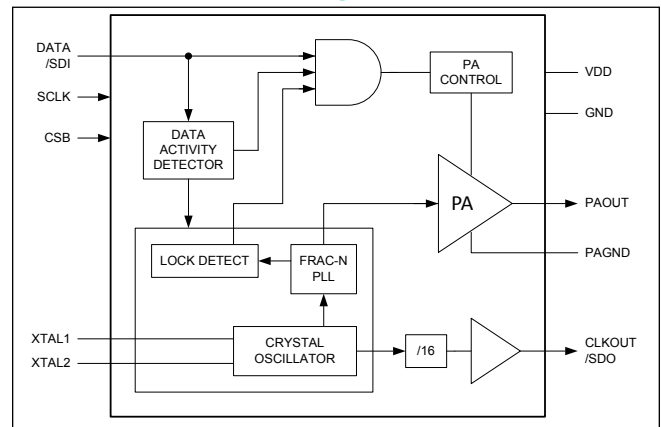 DATA
/SDI
SCLK
CSB
DATA
ACTIVITY
DETECTOR
PA
CONTROL
VDD
GND
PA
PAOUT
PAGND
LOCK DETECT
FRAC-N
PLL
XTAL1
XTAL2
CRYSTAL
OSCILLATOR
/16
CLKOUT
/SDO